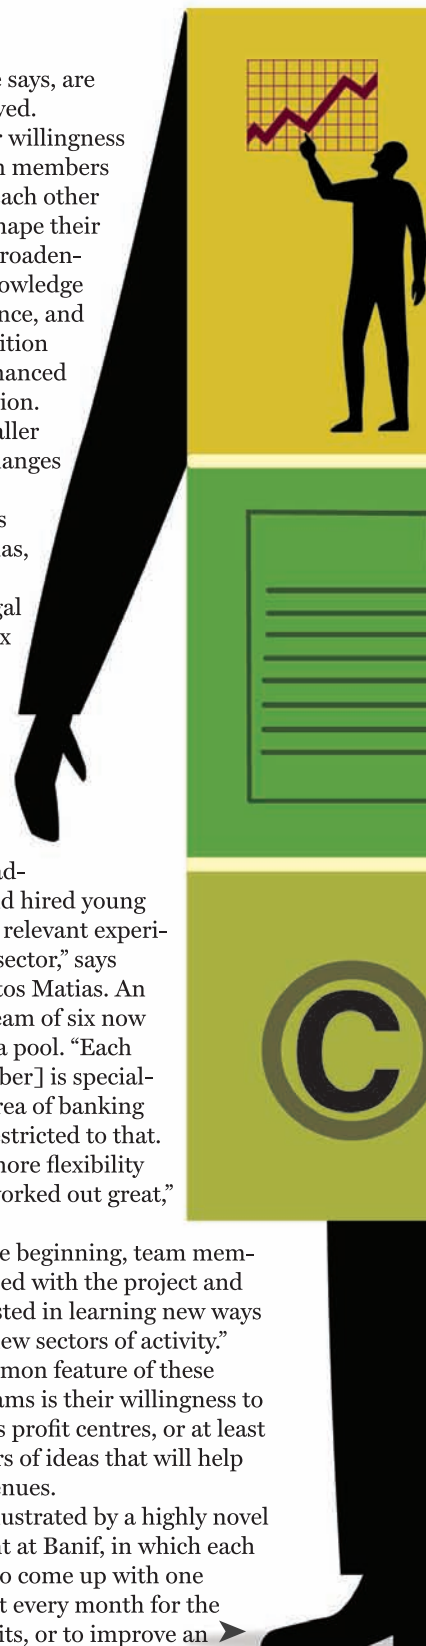 e says, are
ved.
r willingness
n members
ach other
hape their
roaden-
owledge
nce, and
ition
hanced
ion.
aller
anges
s
as,
gal
x
ad-
d hired young
relevant experi-
sector,” says
tos Matias. An
eam of six now
a pool. “Each
ber] is special-
rea of banking
stricted to that.
more flexibility
worked out great,”
e beginning, team mem-
ed with the project and
sted in learning new ways
ew sectors of activity.”
mon feature of these
ams is their willingness to
s profit centres, or at least
rs of ideas that will help
enues.
ustrated by a highly novel
nt at Banif, in which each
o come up with one
t every month for the
its, or to improve an
C